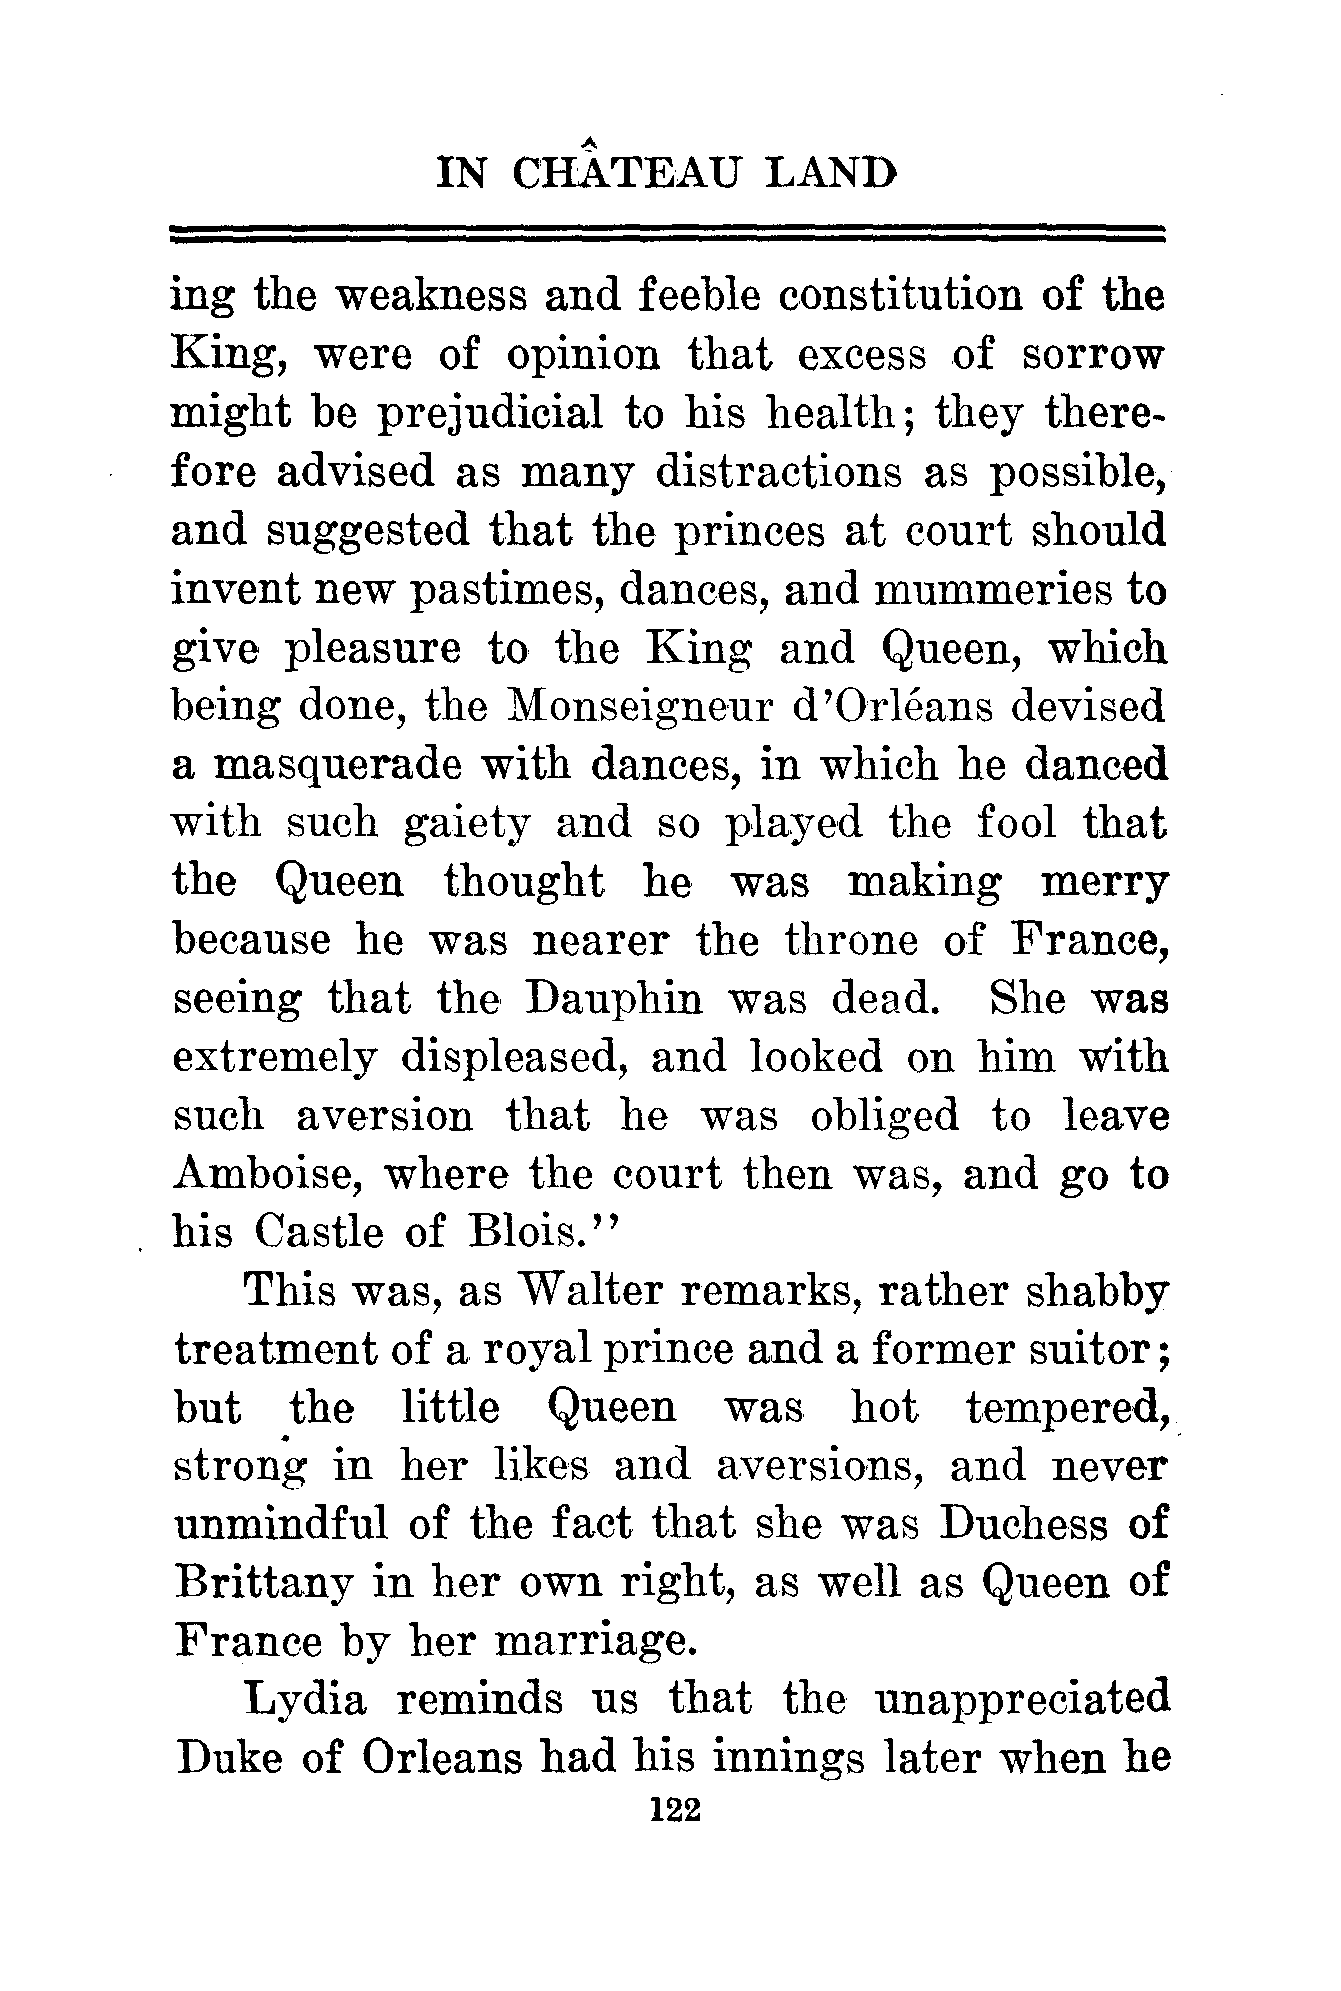 IN CHÂTEAU LAND
ing the weakness and feeble constitution of the
King, were of opinion that excess of sorrow
might be prejudicial to his health; they there-
fore advised as many distractions as possible,
and suggested that the princes at court should
invent new pastimes, dances, and mummeries to
give pleasure to the King and Queen, which
being done, the Monseigneur d'Orléans devised
a masquerade with dances, in which he danced
with such gaiety and so played the fool that
the Queen thought he was making merry
because he was nearer the throne of France,
seeing that the Dauphin was dead. She was
extremely displeased, and looked on him with
such aversion that he was obliged to leave
Amboise, where the court then was, and go to
his Castle of Blois.''
This was, as Walter remarks, rather shabby
treatment of a royal prince and a former suitor;
but the little Queen was hot tempered,
strong in her likes and aversions, and never
unmindful of the fact that she was Duchess of
Brittany in her own right, as well as Queen of
France by her marriage.
Lydia reminds us that the unappreciated
Duke of Orleans had his innings later when he
122